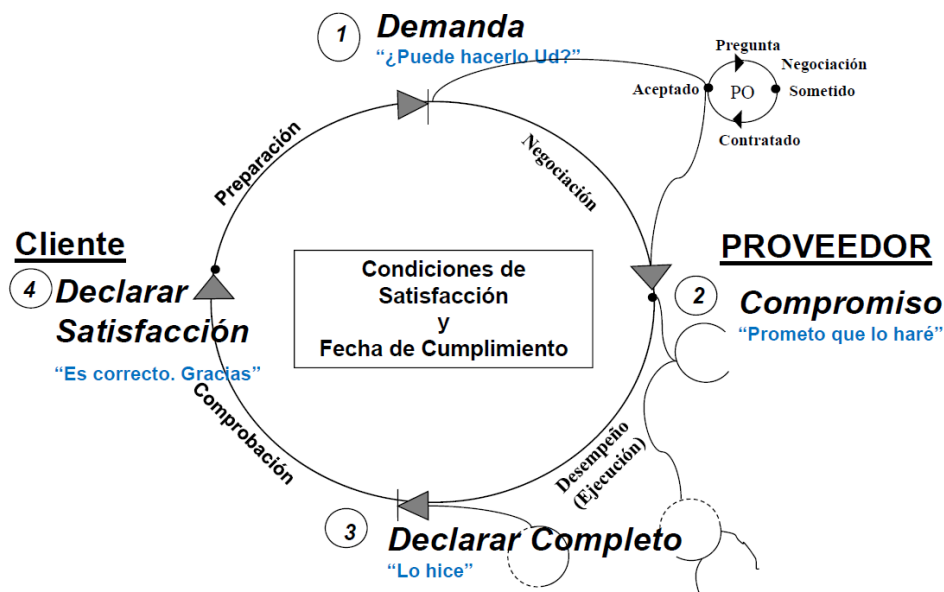 1 Demanda
“¿Puede hacerlo Ud?”
Pregunta
Negociación
Aceptado
PO
Sometido
Contratado
Preparación
Negociación
Cliente
4 Declarar
Satisfacción
“Es correcto. Gracias”
Condiciones de
Satisfacción
y
Fecha de Cumplimiento
PROVEEDOR
2 Compromiso
“Prometo que lo haré”
Comprobación
Desempeño
(Ejecución)
3 Declarar Completo
“Lo hice”